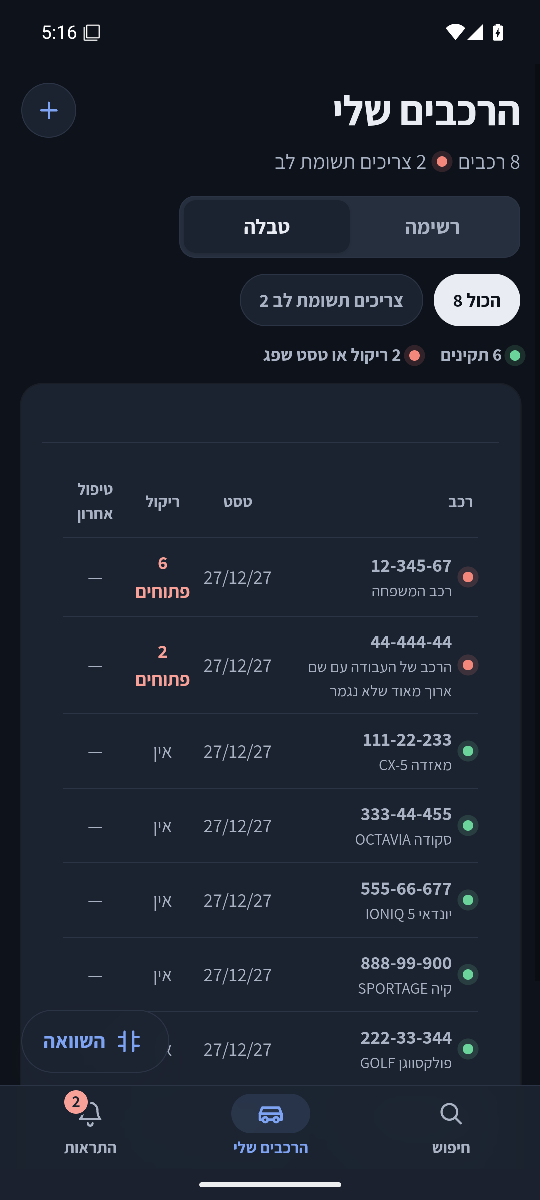 5:16
הרכבים שלי
8 רכבים 2 צריכים תשומת לב
רשימה טבלה
הכול 8 צריכים תשומת לב 2
6 תקינים 2 ריקול או טסט שפג
רכב טסט ריקול טיפול אחרון
12-345-67 27/12/27 6 פתוחים —
רכב המשפחה
44-444-44 27/12/27 2 פתוחים —
הרכב של העבודה עם שם
ארוך מאוד שלא נגמר
111-22-233 27/12/27 אין —
מאזדה CX-5
333-44-455 27/12/27 אין —
סקודה OCTAVIA
555-66-677 27/12/27 אין —
יונדאי IONIQ 5
888-99-900 27/12/27 אין —
קיה SPORTAGE
222-33-344 27/12/27
פולקסווגן GOLF
השוואה
2
חיפוש הרכבים שלי התראות